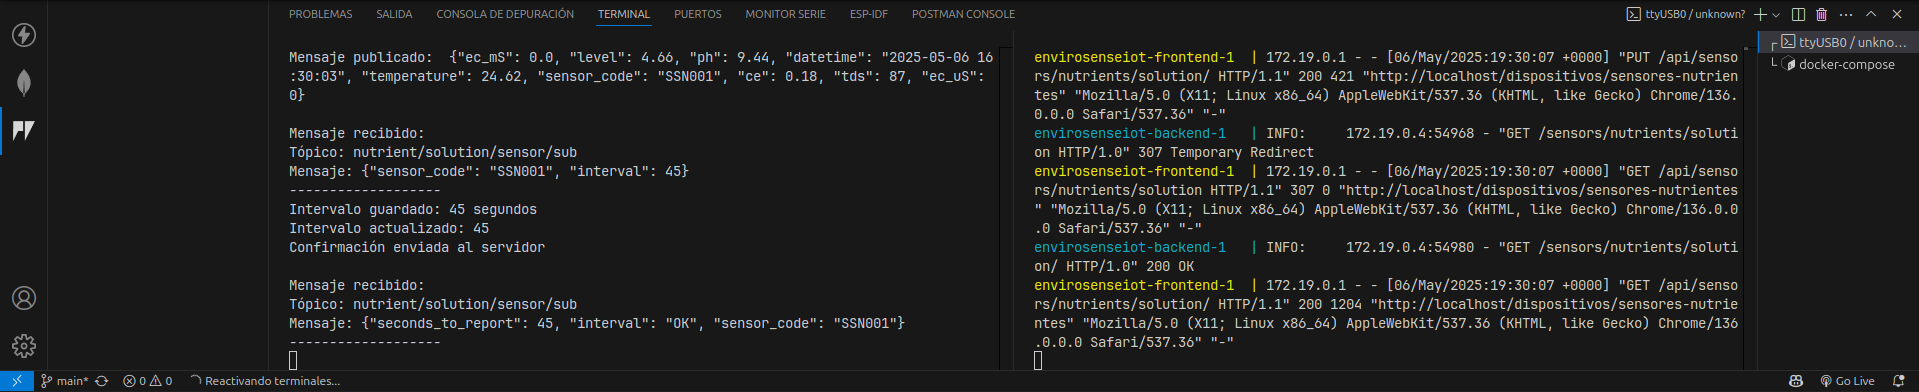 PROBLEMAS SALIDA CONSOLA DE DEPURACIÓN TERMINAL PUERTOS MONITOR SERIE ESP-IDF POSTMAN CONSOLE
ttyUSB0 / unknown?
Mensaje publicado:  {"ec_mS": 0.0, "level": 4.66, "ph": 9.44, "datetime": "2025-05-06 16
:30:03", "temperature": 24.62, "sensor_code": "SSN001", "ce": 0.18, "tds": 87, "ec_uS":
0}
Mensaje recibido:
Tópico: nutrient/solution/sensor/sub
Mensaje: {"sensor_code": "SSN001", "interval": 45}
-------------------
Intervalo guardado: 45 segundos
Intervalo actualizado: 45
Confirmación enviada al servidor
Mensaje recibido:
Tópico: nutrient/solution/sensor/sub
Mensaje: {"seconds_to_report": 45, "interval": "OK", "sensor_code": "SSN001"}
-------------------
envirosenseiot-frontend-1  | 172.19.0.1 - - [06/May/2025:19:30:07 +0000] "PUT /api/senso
rs/nutrients/solution/ HTTP/1.1" 200 421 "http://localhost/dispositivos/sensores-nutrien
tes" "Mozilla/5.0 (X11; Linux x86_64) AppleWebKit/537.36 (KHTML, like Gecko) Chrome/136.
0.0.0 Safari/537.36" "-"
envirosenseiot-backend-1   | INFO:     172.19.0.4:54968 - "GET /sensors/nutrients/soluti
on HTTP/1.0" 307 Temporary Redirect
envirosenseiot-frontend-1  | 172.19.0.1 - - [06/May/2025:19:30:07 +0000] "GET /api/senso
rs/nutrients/solution HTTP/1.1" 307 0 "http://localhost/dispositivos/sensores-nutrientes
" "Mozilla/5.0 (X11; Linux x86_64) AppleWebKit/537.36 (KHTML, like Gecko) Chrome/136.0.0
.0 Safari/537.36" "-"
envirosenseiot-backend-1   | INFO:     172.19.0.4:54980 - "GET /sensors/nutrients/soluti
on/ HTTP/1.0" 200 OK
envirosenseiot-frontend-1  | 172.19.0.1 - - [06/May/2025:19:30:07 +0000] "GET /api/senso
rs/nutrients/solution/ HTTP/1.1" 200 1204 "http://localhost/dispositivos/sensores-nutrie
ntes" "Mozilla/5.0 (X11; Linux x86_64) AppleWebKit/537.36 (KHTML, like Gecko) Chrome/136
.0.0.0 Safari/537.36" "-"
ttyUSB0 / unkno...
docker-compose
main* 0 0 Reactivando terminales... Go Live